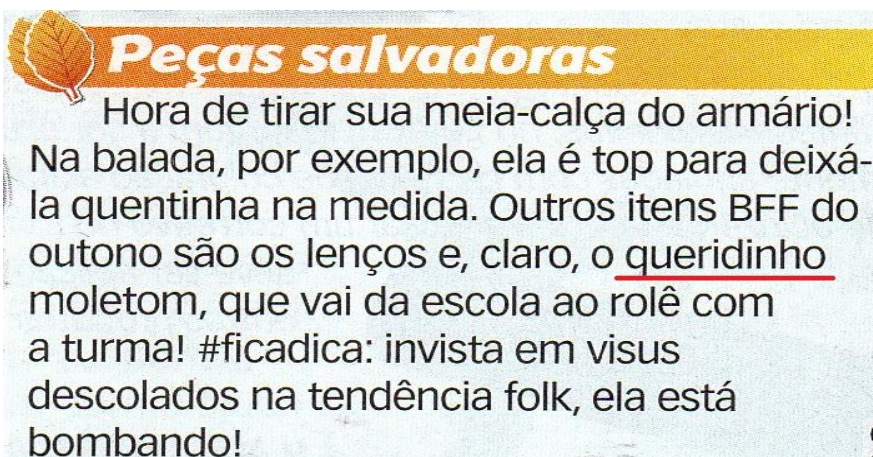 Peças salvadoras
Hora de tirar sua meia-calça do armário!
Na balada, por exemplo, ela é top para deixá-
la quentinha na medida. Outros itens BFF do
outono são os lenços e, claro, o queridinho
moletom, que vai da escola ao rolê com
a turma! #ficadica: invista em visus
descolados na tendência folk, ela está
bombando!